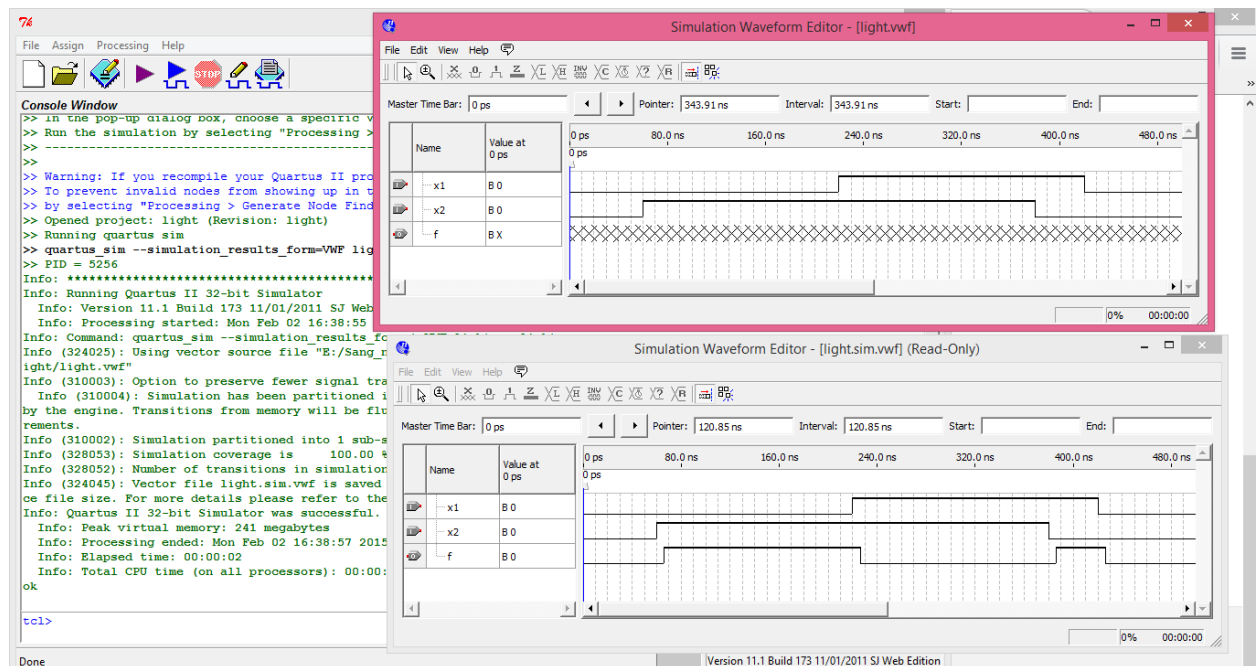 File Assign Processing Help
Console Window
>> In the pop-up dialog box, choose a specific v
>> Run the simulation by selecting "Processing >
>> ---------------------------------------------
>>
>> Warning: If you recompile your Quartus II pro
>> To prevent invalid nodes from showing up in t
>> by selecting "Processing > Generate Node Find
>> Opened project: light (Revision: light)
>> Running quartus sim
>> quartus_sim --simulation_results_form=VWF lig
>> PID = 5256
Info: *******************************************
Info: Running Quartus II 32-bit Simulator
Info: Version 11.1 Build 173 11/01/2011 SJ Web
Info: Processing started: Mon Feb 02 16:38:55
Info: Command: quartus_sim --simulation_results_fo
Info (324025): Using vector source file "E:/Sang_n
ight/light.vwf"
Info (310003): Option to preserve fewer signal tra
Info (310004): Simulation has been partitioned i
by the engine. Transitions from memory will be flu
rements.
Info (310002): Simulation partitioned into 1 sub-s
Info (328053): Simulation coverage is 100.00 %
Info (328052): Number of transitions in simulation
Info (324045): Vector file light.sim.vwf is saved
ce file size. For more details please refer to the
Info: Quartus II 32-bit Simulator was successful.
Info: Peak virtual memory: 241 megabytes
Info: Processing ended: Mon Feb 02 16:38:57 2015
Info: Elapsed time: 00:00:02
Info: Total CPU time (on all processors): 00:00:
ok
tcl>
Done
Simulation Waveform Editor - [light.vwf]
File Edit View Help
Master Time Bar: 0 ps Pointer: 343.91 ns Interval: 343.91 ns Start: End:
Name Value at 0 ps
0 ps 80.0 ns 160.0 ns 240.0 ns 320.0 ns 400.0 ns 480.0 ns
0 ps
x1 B 0
x2 B 0
f B X
0% 00:00:00
Simulation Waveform Editor - [light.sim.vwf] (Read-Only)
File Edit View Help
Master Time Bar: 0 ps Pointer: 120.85 ns Interval: 120.85 ns Start: End:
Name Value at 0 ps
0 ps 80.0 ns 160.0 ns 240.0 ns 320.0 ns 400.0 ns 480.0 ns
0 ps
x1 B 0
x2 B 0
f B 0
0% 00:00:00
Version 11.1 Build 173 11/01/2011 SJ Web Edition